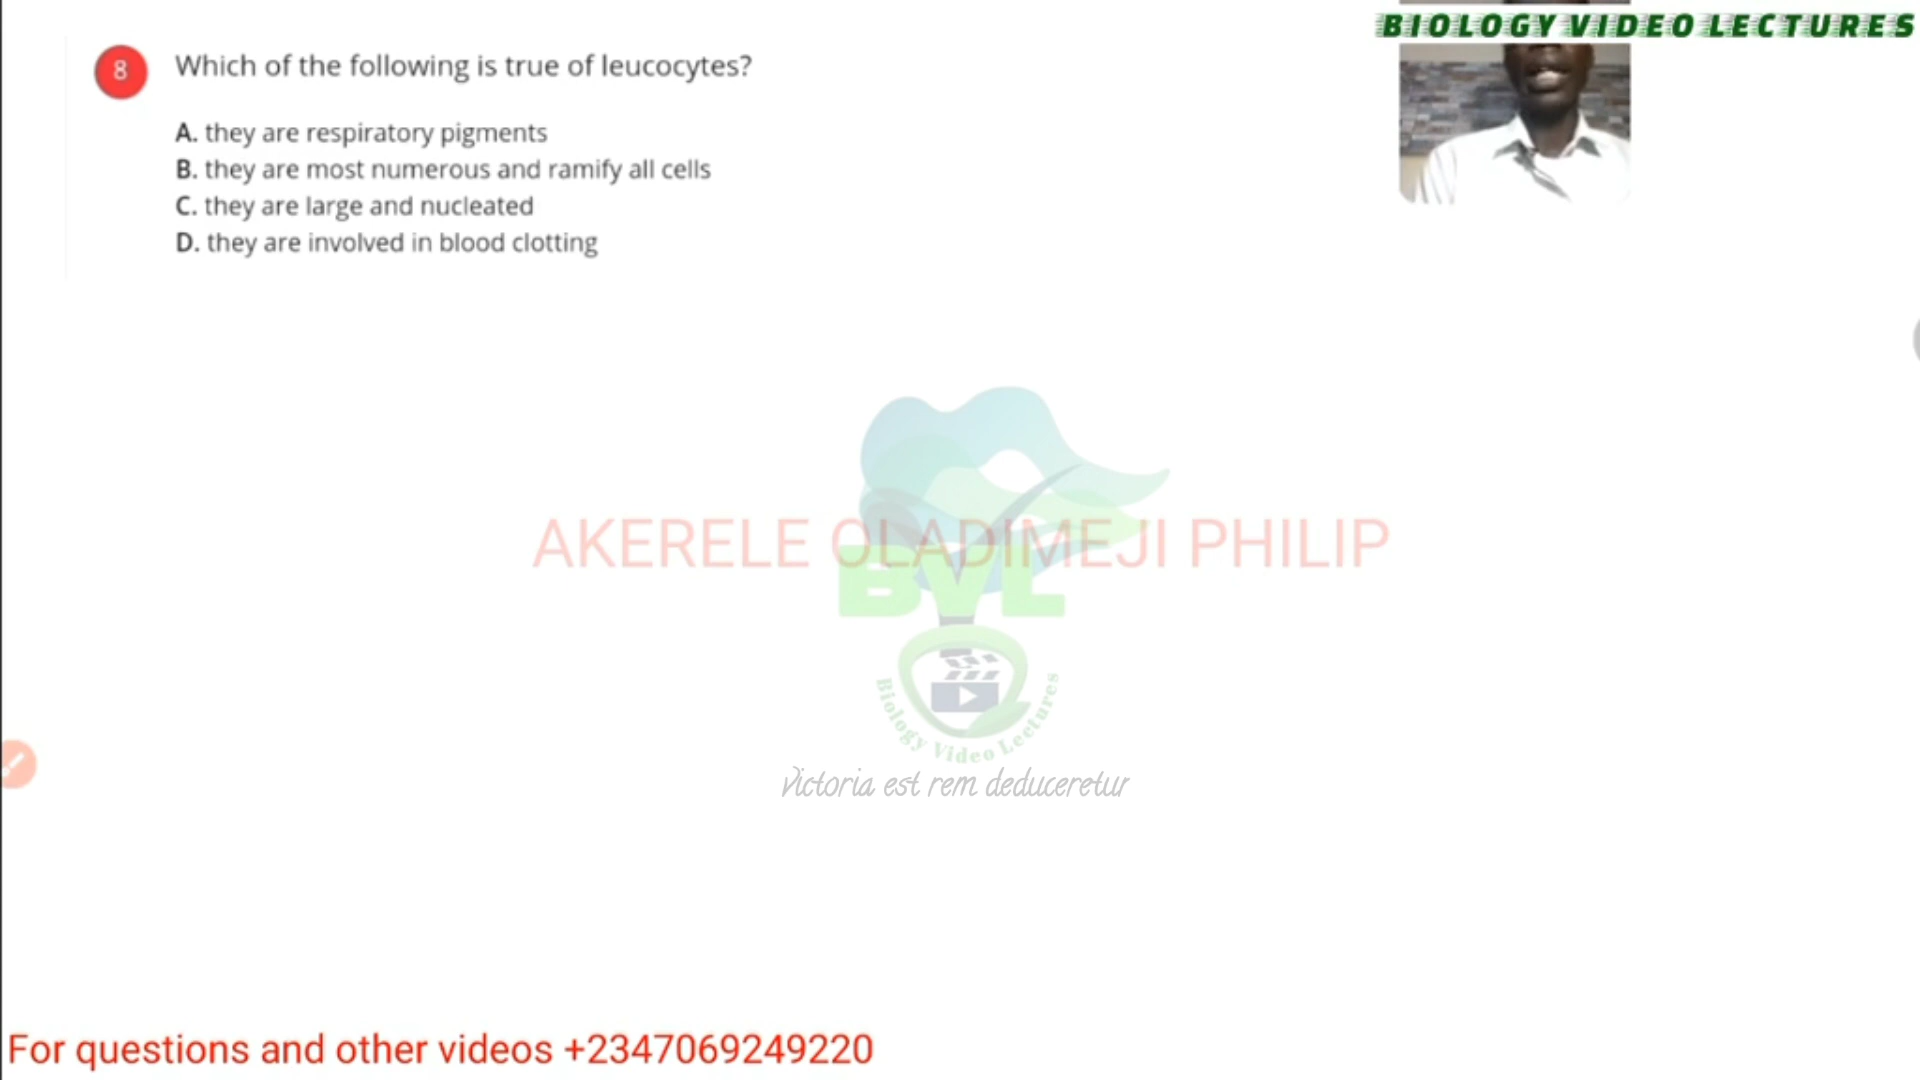 BIOLOGY VIDEO LECTURES
8 Which of the following is true of leucocytes?
A. they are respiratory pigments
B. they are most numerous and ramify all cells
C. they are large and nucleated
D. they are involved in blood clotting
AKERELE OLADIMEJI PHILIP
BVL
Biology Video Lectures
Victoria est rem deduceretur
For questions and other videos +2347069249220